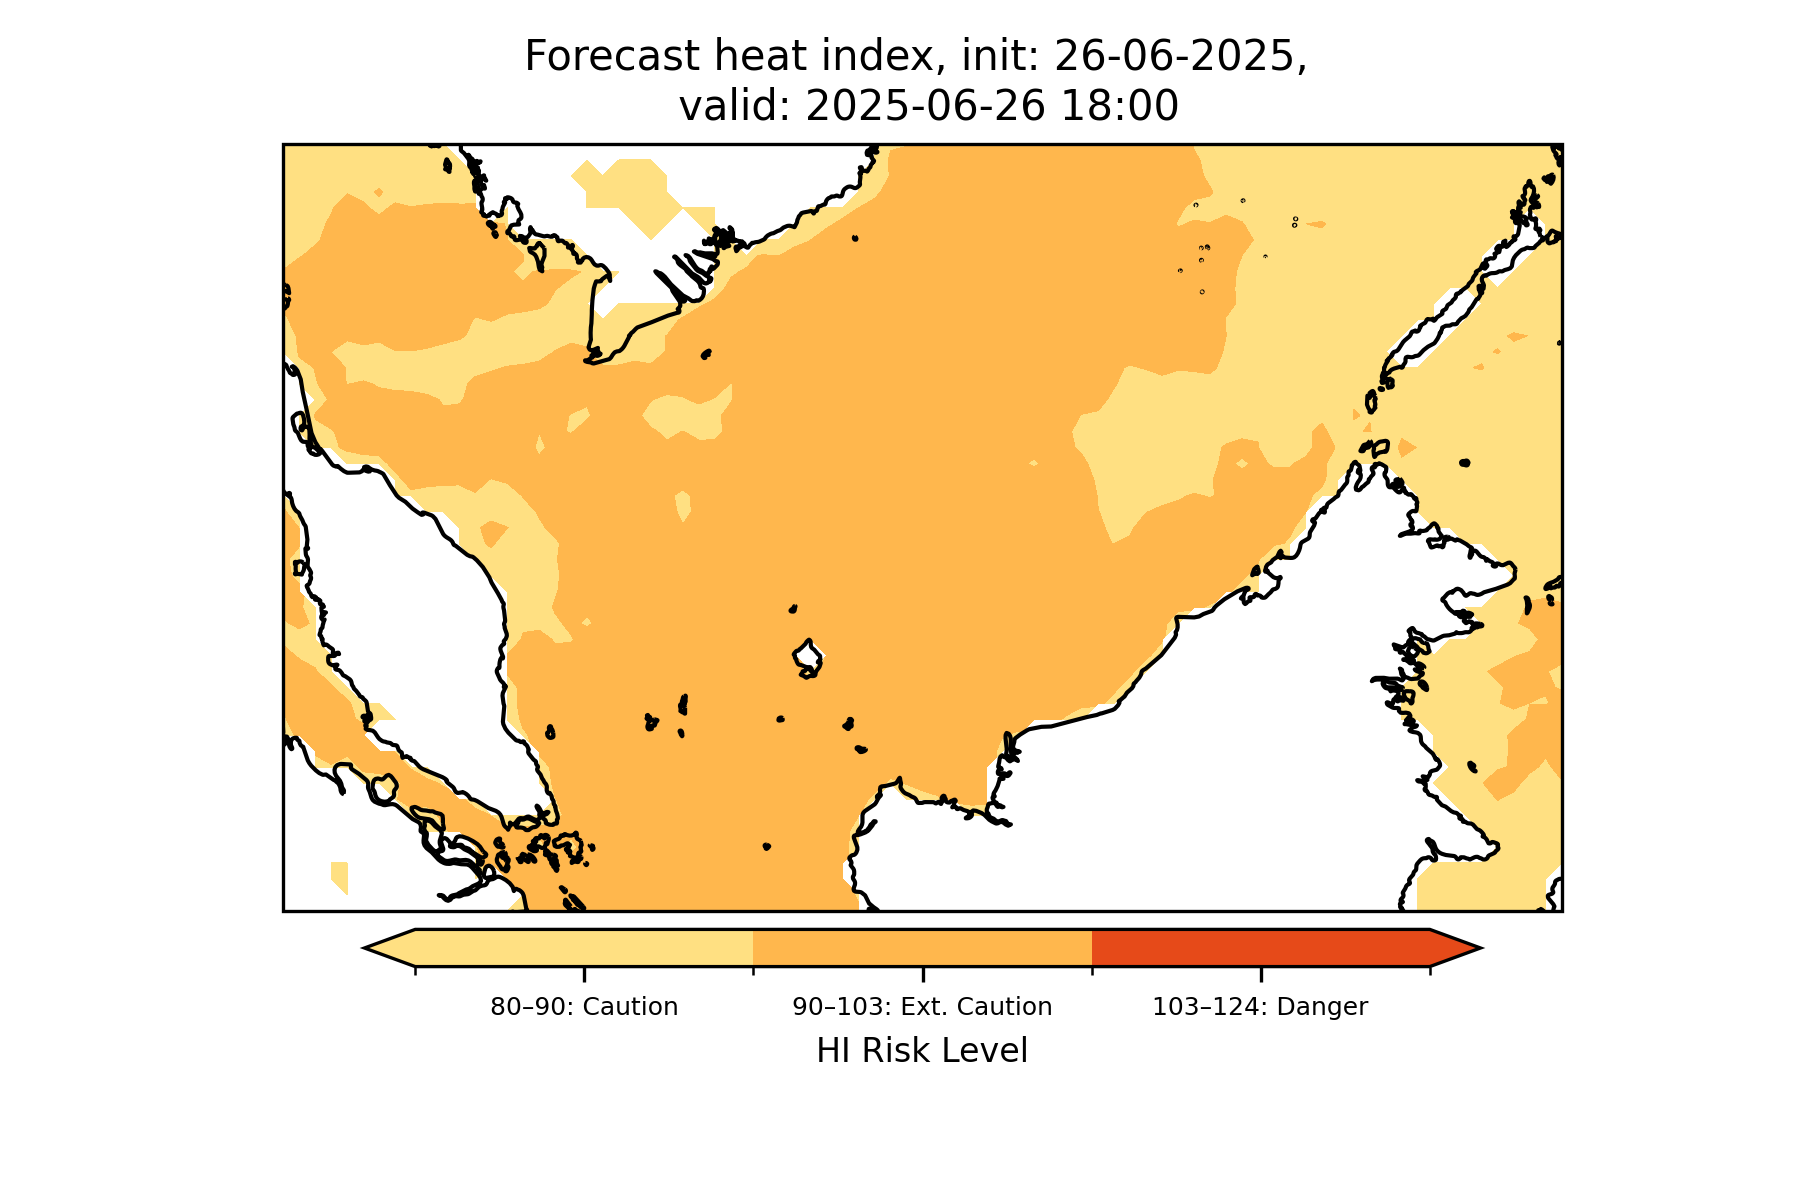 Forecast heat index, init: 26-06-2025,
valid: 2025-06-26 18:00
80–90: Caution
90–103: Ext. Caution
103–124: Danger
HI Risk Level